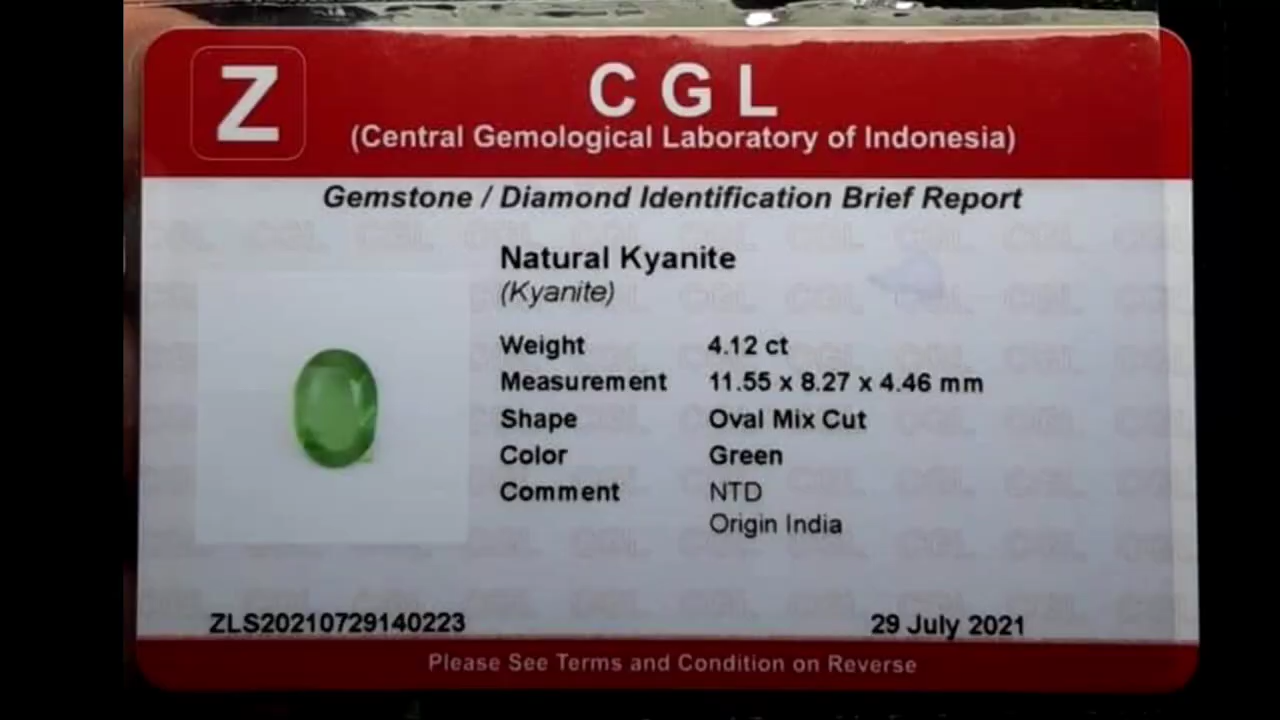 Z
C G L
(Central Gemological Laboratory of Indonesia)
Gemstone / Diamond Identification Brief Report
Natural Kyanite
(Kyanite)
Weight 4.12 ct
Measurement 11.55 x 8.27 x 4.46 mm
Shape Oval Mix Cut
Color Green
Comment NTD
Origin India
ZLS20210729140223 29 July 2021
Please See Terms and Condition on Reverse